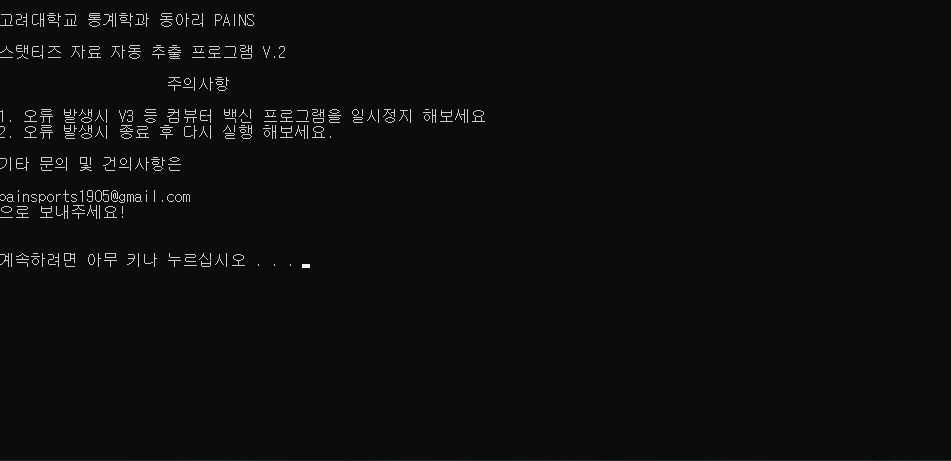 고려대학교 통계학과 동아리 PAINS
스탯티즈 자료 자동 추출 프로그램 V.2
주의사항
1. 오류 발생시 V3 등 컴뷰터 백신 프로그램을 일시정지 해보세요
2. 오류 발생시 종료 후 다시 실행 해보세요.
기타 문의 및 건의사항은
painsports1905@gmail.com
으로 보내주세요!
계속하려면 아무 키나 누르십시오 . . .